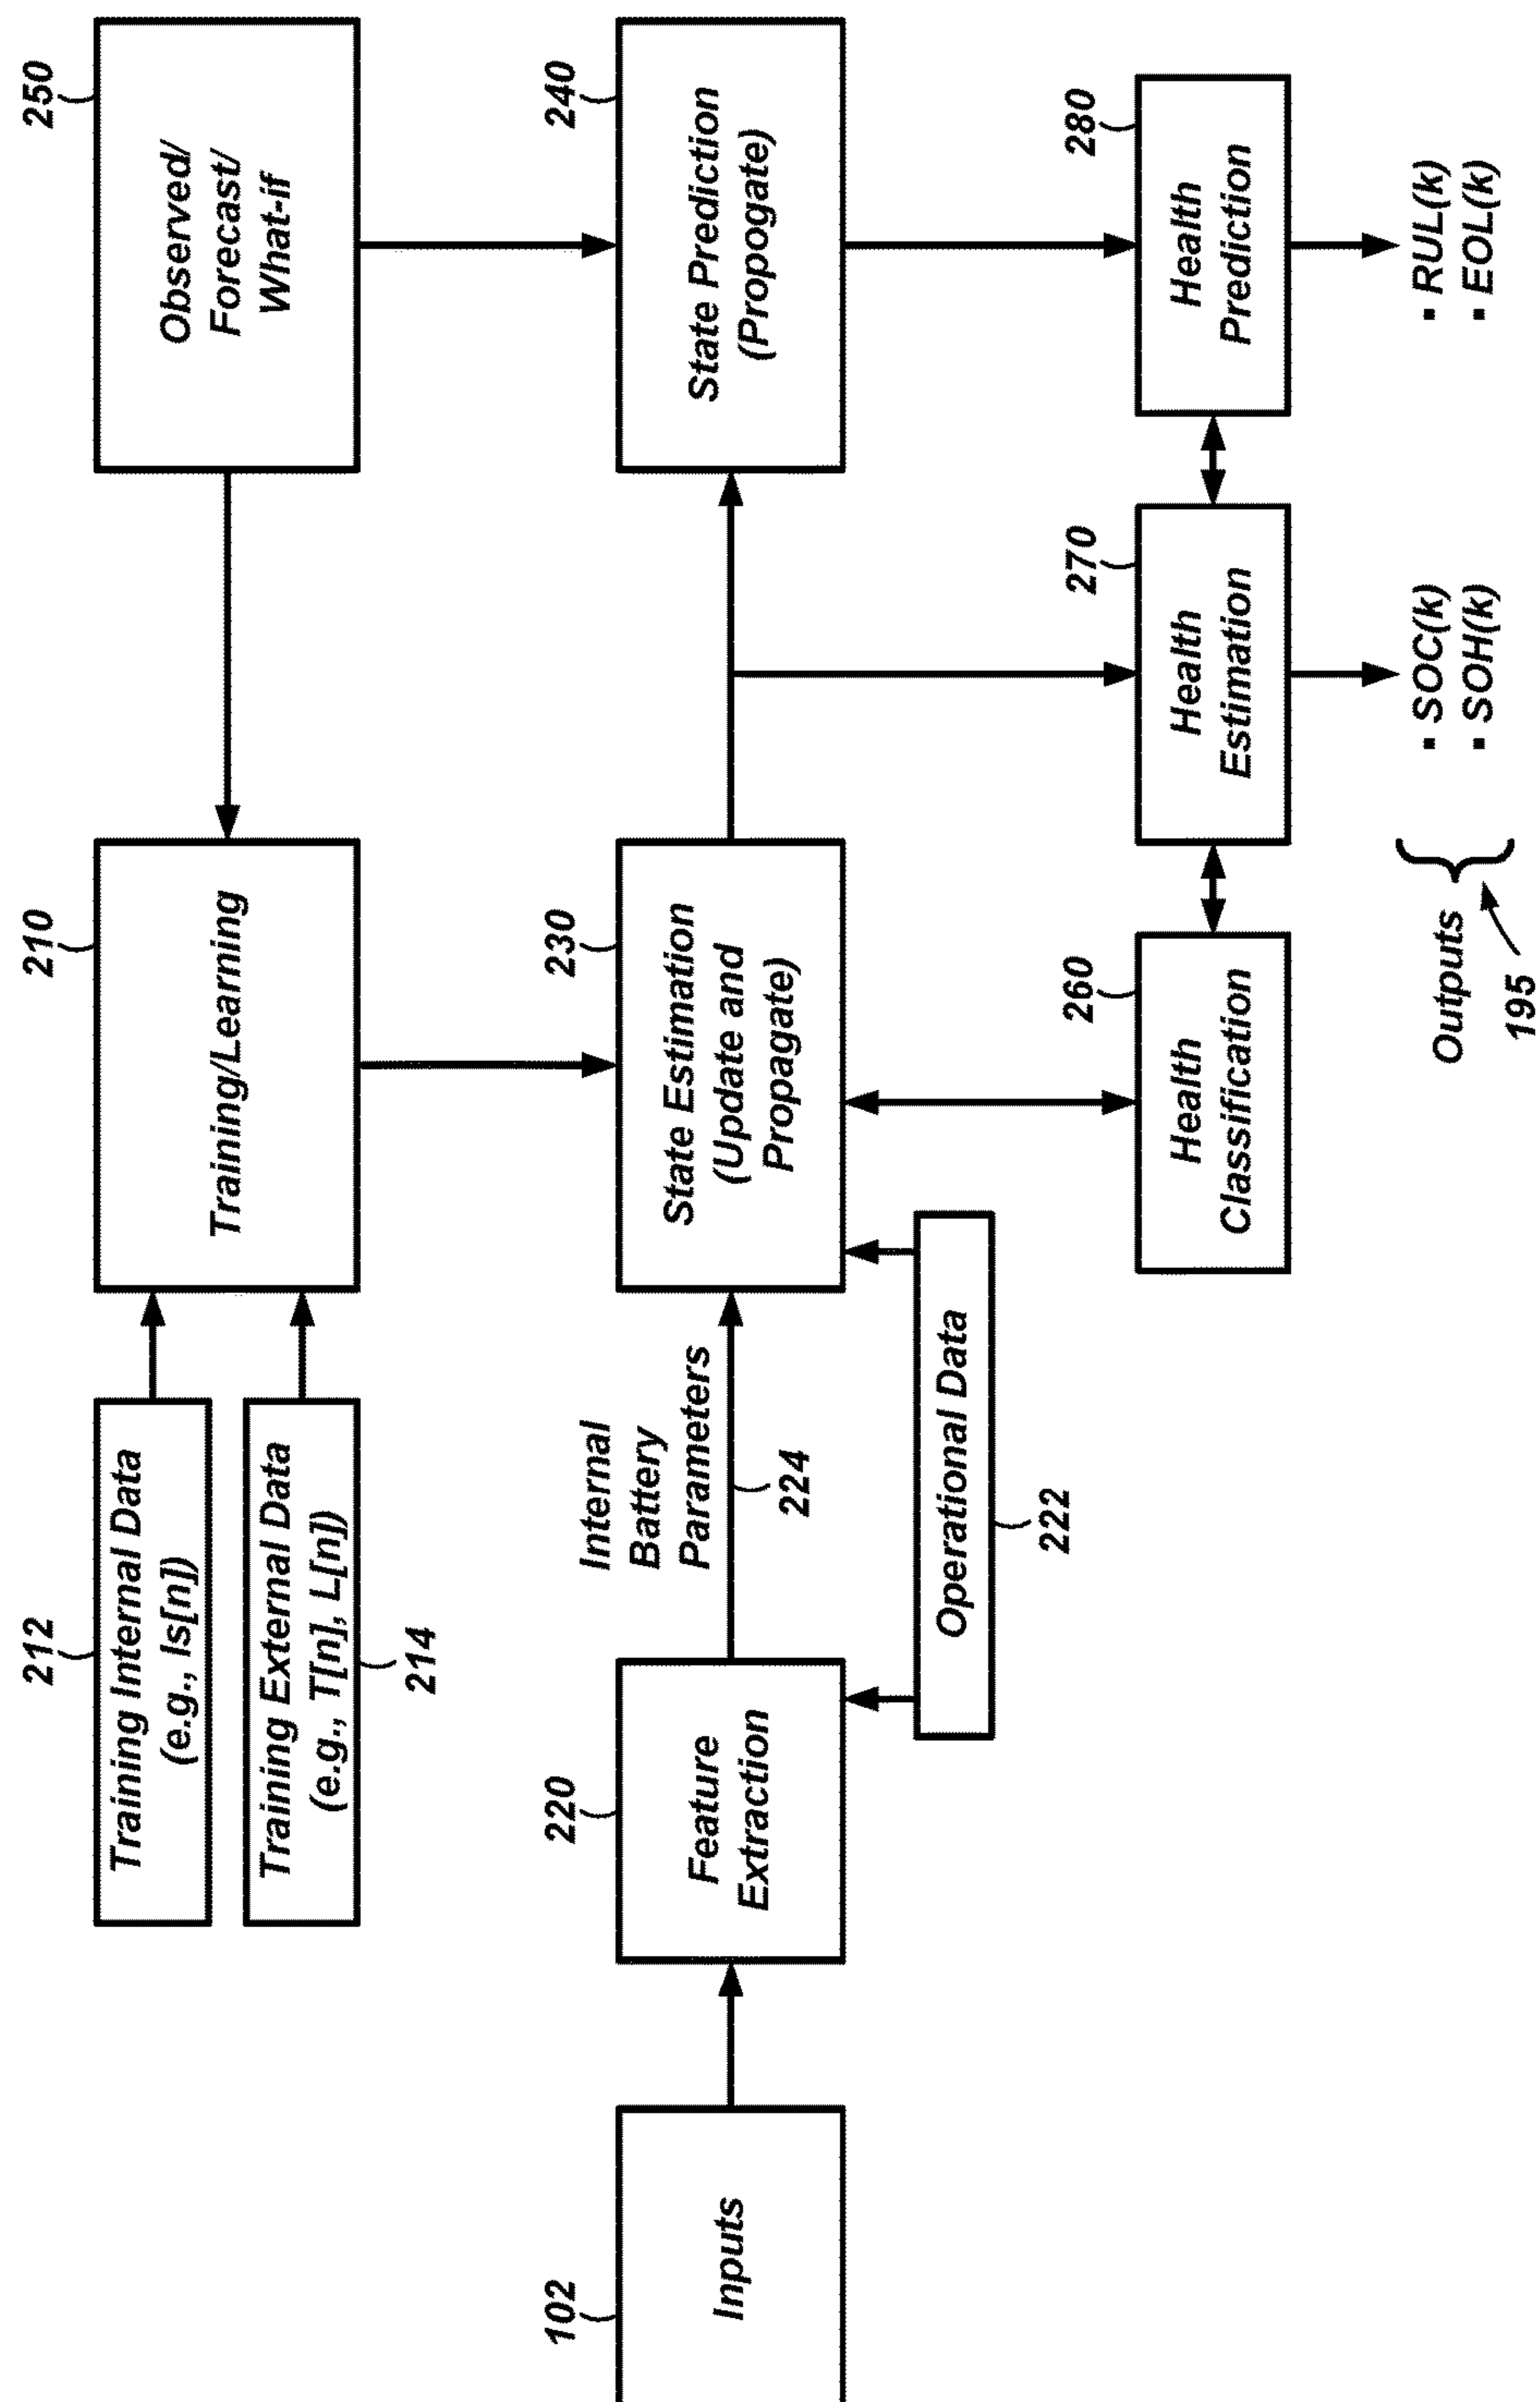 212
Training Internal Data
(e.g., Is[n])
Training External Data
(e.g., T[n], L[n])
214
210
Training/Learning
250
Observed/
Forecast/
What-if
102
Inputs
220
Feature
Extraction
Internal
Battery
Parameters
224
Operational Data
222
230
State Estimation
(Update and
Propagate)
240
State Prediction
(Propogate)
260
Health
Classification
270
Health
Estimation
280
Health
Prediction
Outputs
195
▪ SOC(k)
▪ SOH(k)
▪ RUL(k)
▪ EOL(k)